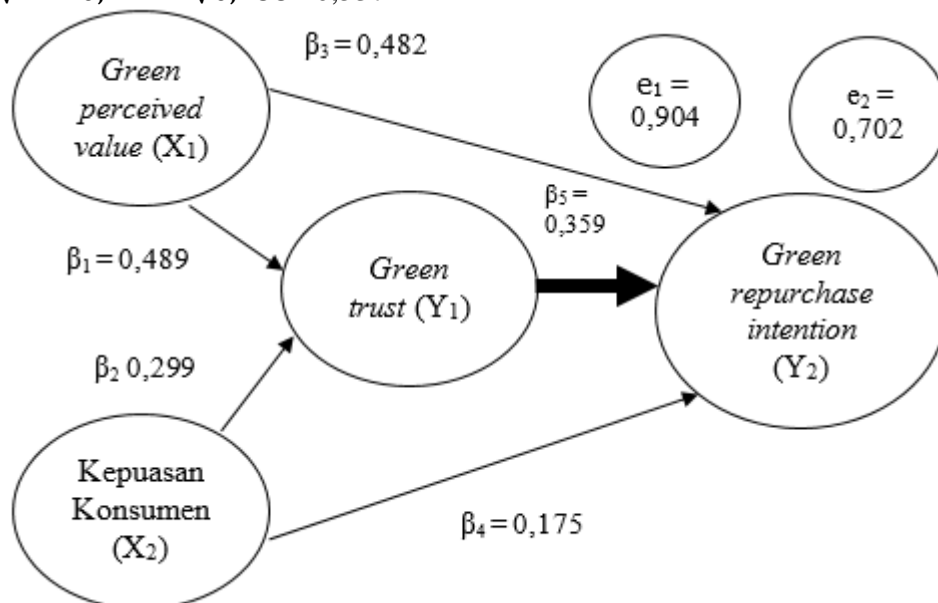 β₃ = 0,482
Green
perceived
value (X₁)
e₁ =
0,904
e₂ =
0,702
β₅ =
0,359
β₁ = 0,489
Green
trust (Y₁)
Green
repurchase
intention
(Y₂)
β₂ 0,299
Kepuasan
Konsumen
(X₂)
β₄ = 0,175